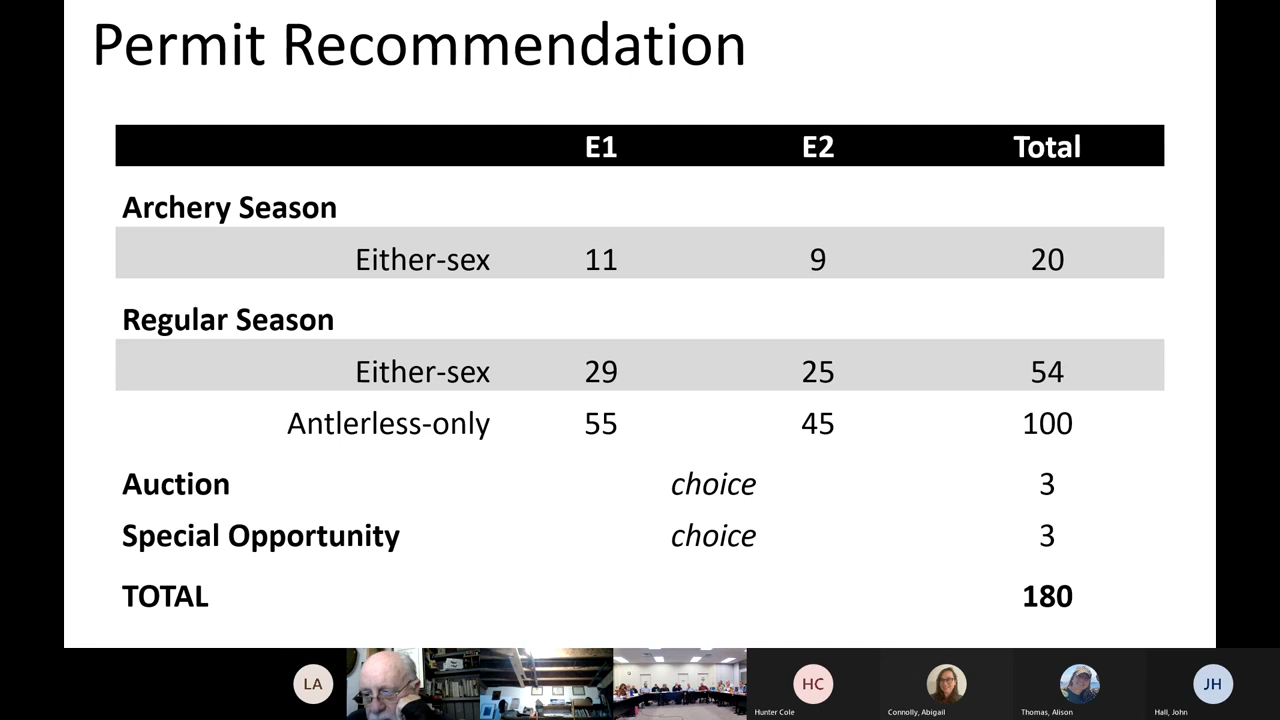 Permit Recommendation
E1 E2 Total
Archery Season
Either-sex 11 9 20
Regular Season
Either-sex 29 25 54
Antlerless-only 55 45 100
Auction choice 3
Special Opportunity choice 3
TOTAL 180
LA HC JH
Hunter Cole Connolly, Abigail Thomas, Alison Hall, John